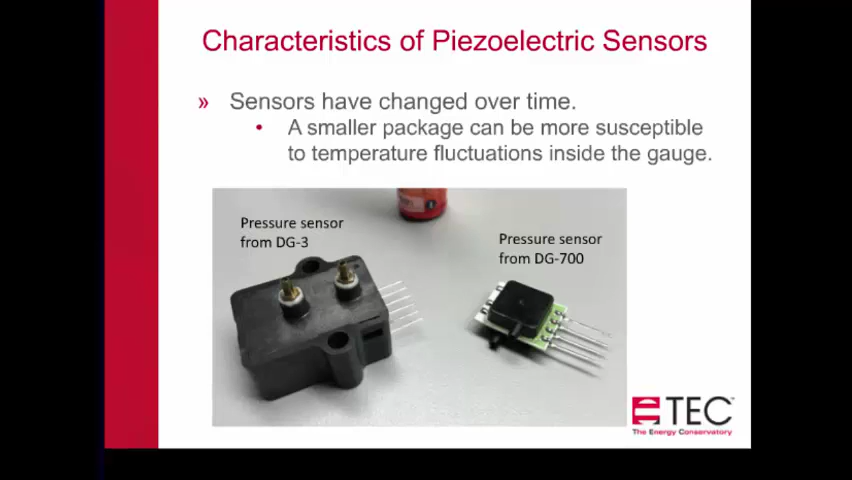 Characteristics of Piezoelectric Sensors
» Sensors have changed over time.
• A smaller package can be more susceptible
to temperature fluctuations inside the gauge.
Pressure sensor
from DG-3
Pressure sensor
from DG-700
TEC
The Energy Conservatory